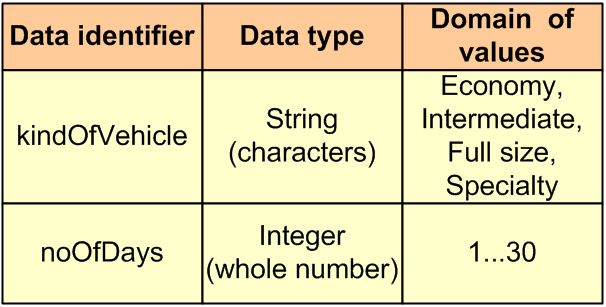 Data identifier
Data type
Domain of
values
kindOfVehicle
String
(characters)
Economy,
Intermediate,
Full size,
Specialty
noOfDays
Integer
(whole number)
1...30